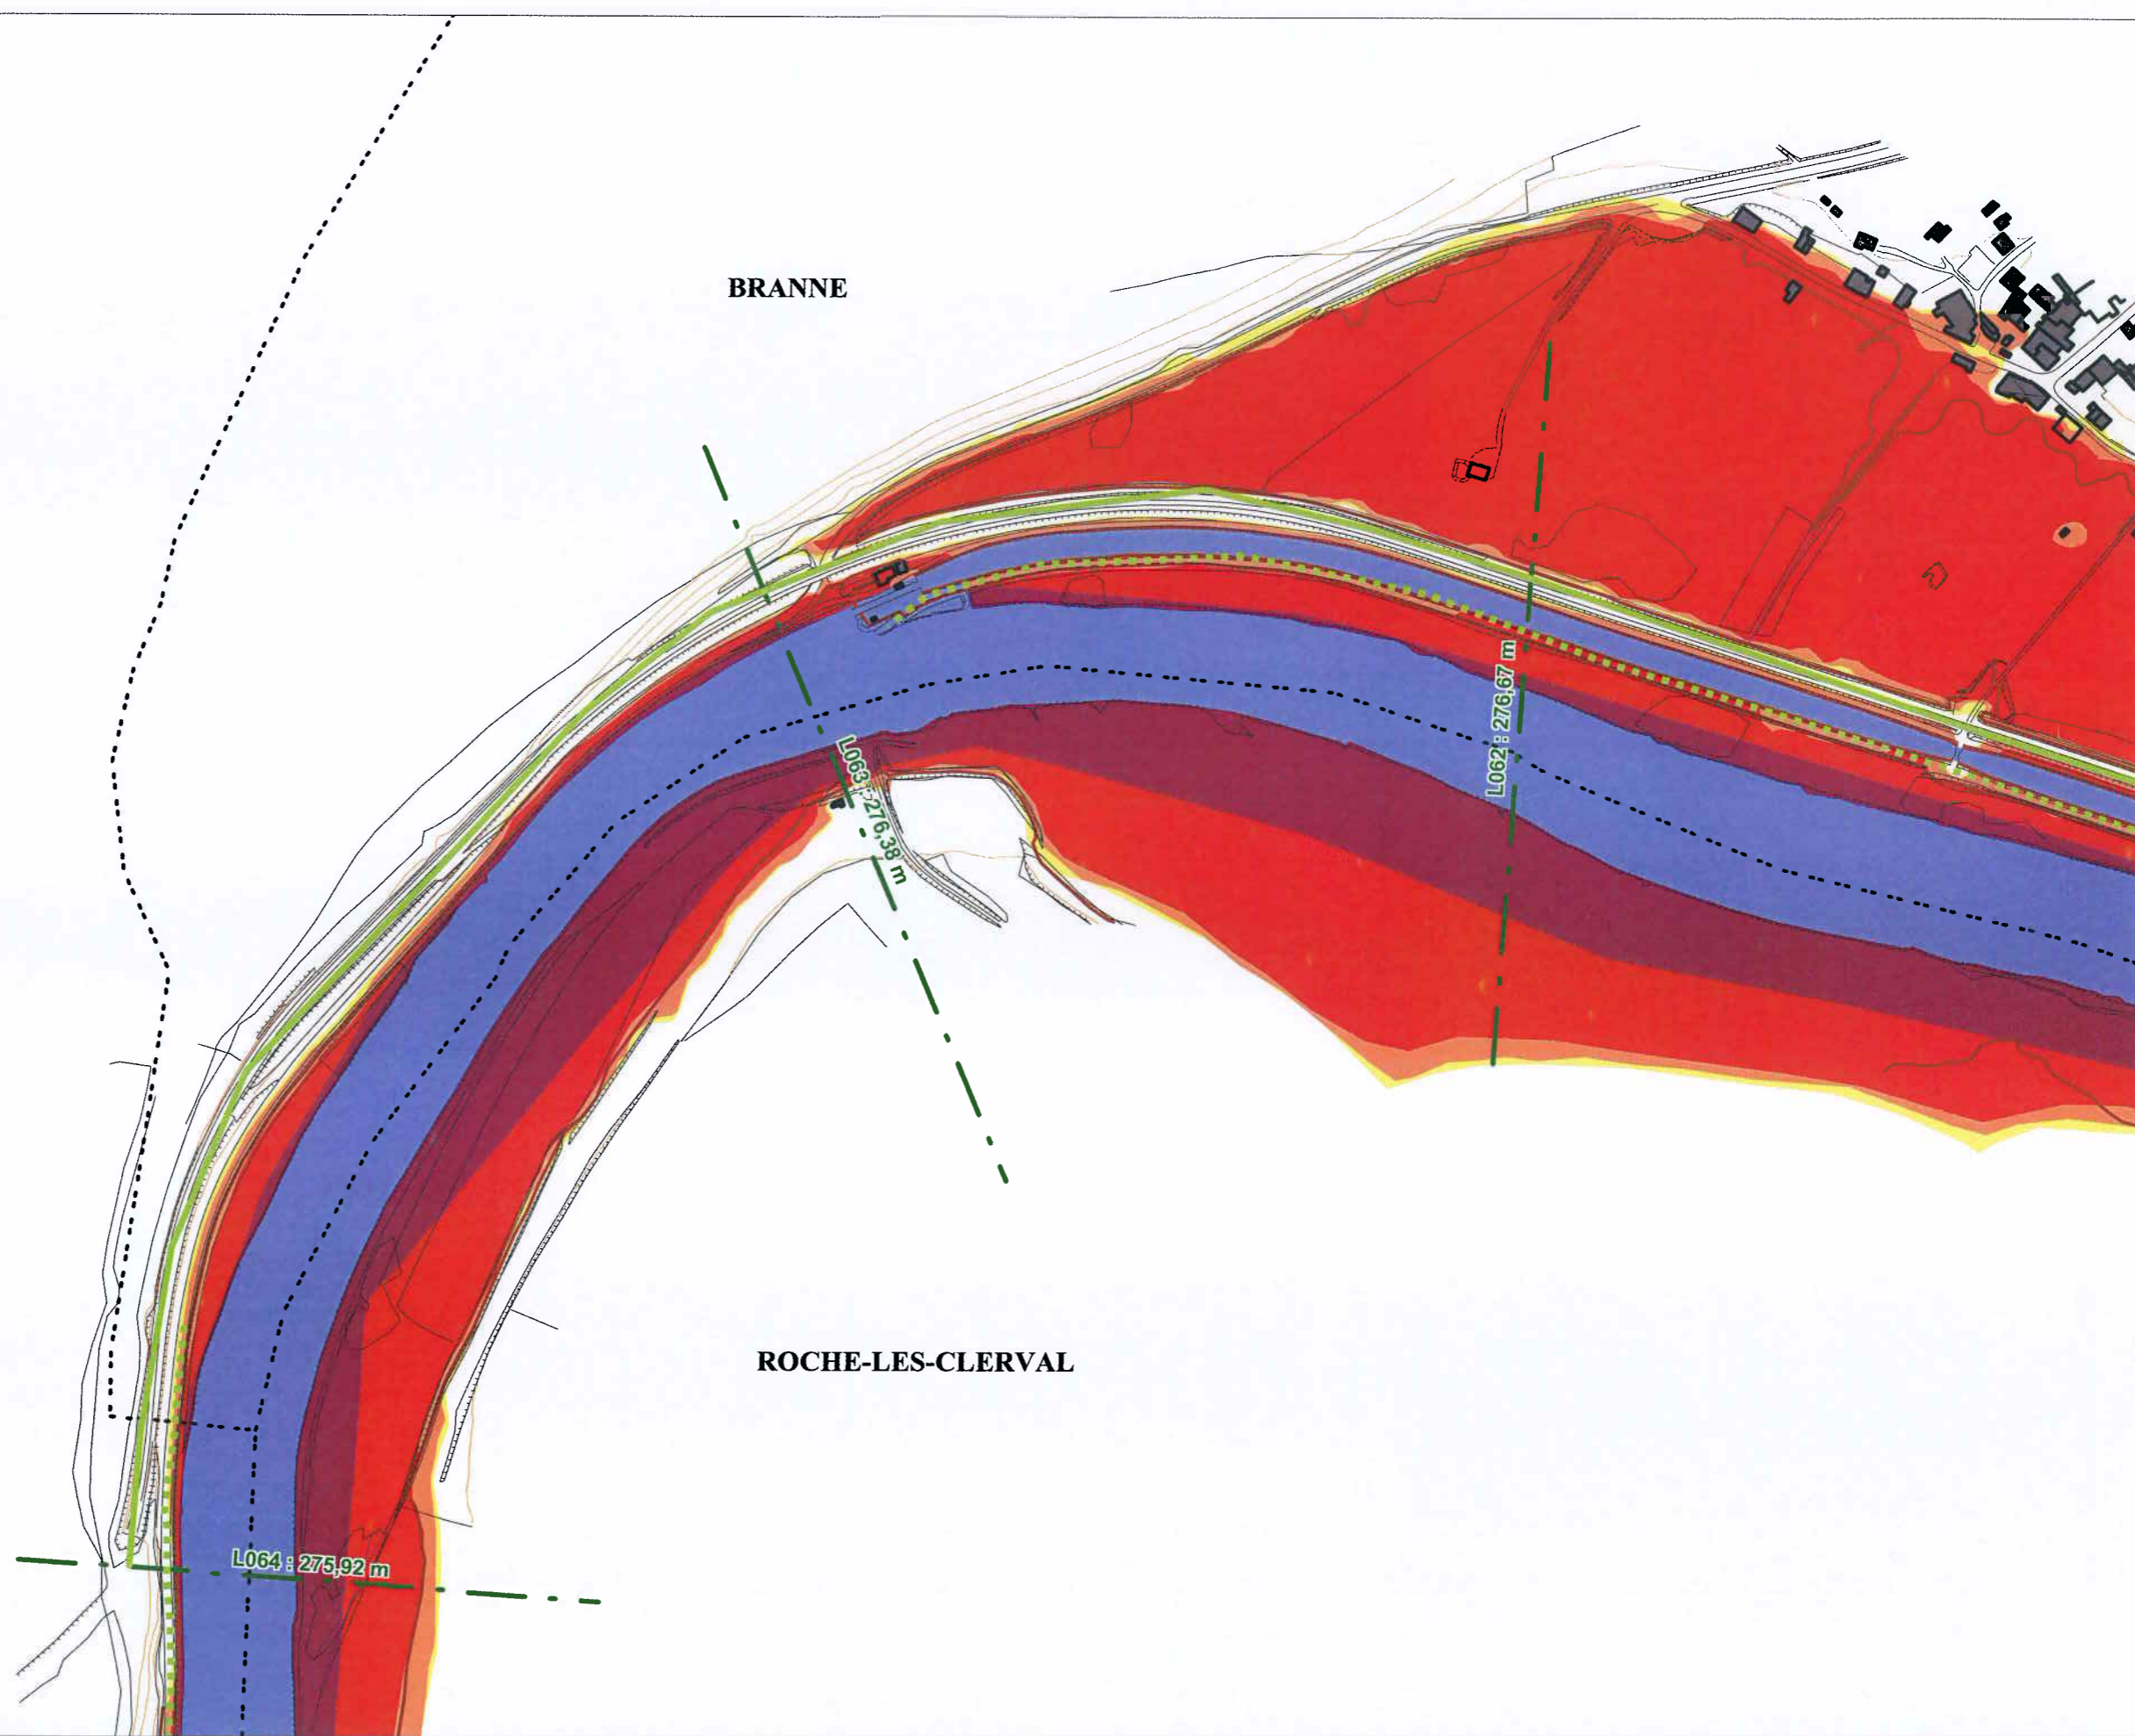 BRANNE
L062 : 276,67 m
L063 : 276,38 m
ROCHE-LES-CLERVAL
L064 : 275,92 m